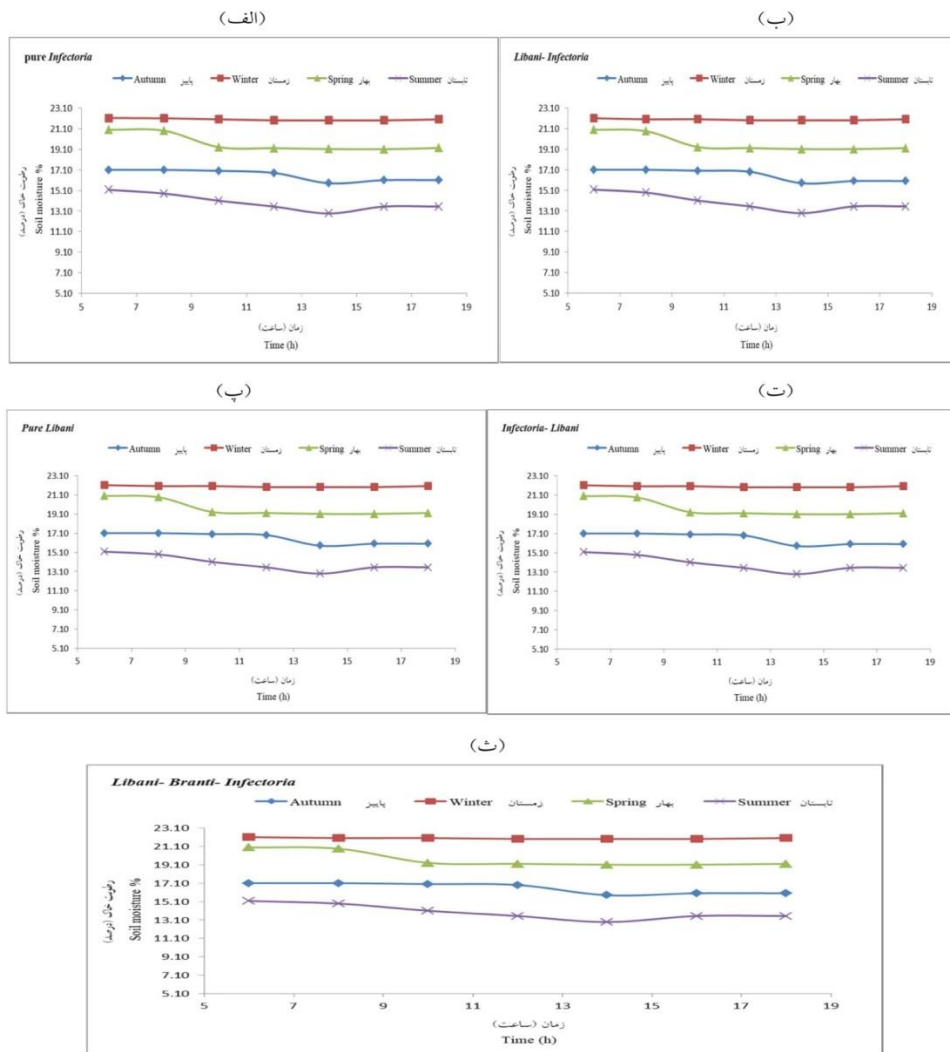 (الف)
pure Infectoria
Autumn پاییز Winter زمستان Spring بهار Summer تابستان
23.10
21.10
19.10
17.10
15.10
13.10
11.10
9.10
7.10
5.10
رطوبت خاک (درصد)
Soil moisture %
5 7 9 11 13 15 17 19
زمان (ساعت)
Time (h)
(ب)
Libani- Infectoria
Autumn پاییز Winter زمستان Spring بهار Summer تابستان
23.10
21.10
19.10
17.10
15.10
13.10
11.10
9.10
7.10
5.10
رطوبت خاک (درصد)
Soil moisture %
5 7 9 11 13 15 17 19
زمان (ساعت)
Time (h)
(پ)
Pure Libani
Autumn پاییز Winter زمستان Spring بهار Summer تابستان
23.10
21.10
19.10
17.10
15.10
13.10
11.10
9.10
7.10
5.10
رطوبت خاک (درصد)
Soil moisture %
5 7 9 11 13 15 17 19
زمان (ساعت)
Time (h)
(ت)
Infectoria- Libani
Autumn پاییز Winter زمستان Spring بهار Summer تابستان
23.10
21.10
19.10
17.10
15.10
13.10
11.10
9.10
7.10
5.10
رطوبت خاک (درصد)
Soil moisture %
5 7 9 11 13 15 17 19
زمان (ساعت)
Time (h)
(ث)
Libani- Branti- Infectoria
Autumn پاییز Winter زمستان Spring بهار Summer تابستان
23.10
21.10
19.10
17.10
15.10
13.10
11.10
9.10
7.10
5.10
رطوبت خاک (درصد)
Soil moisture %
5 7 9 11 13 15 17 19
زمان (ساعت)
Time (h)